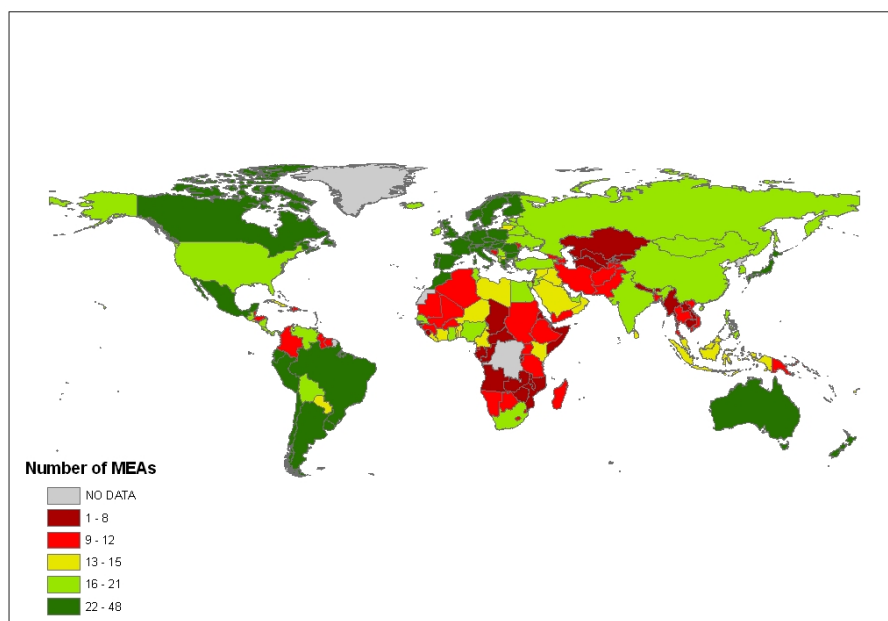 Number of MEAs
NO DATA
1 - 8
9 - 12
13 - 15
16 - 21
22 - 48